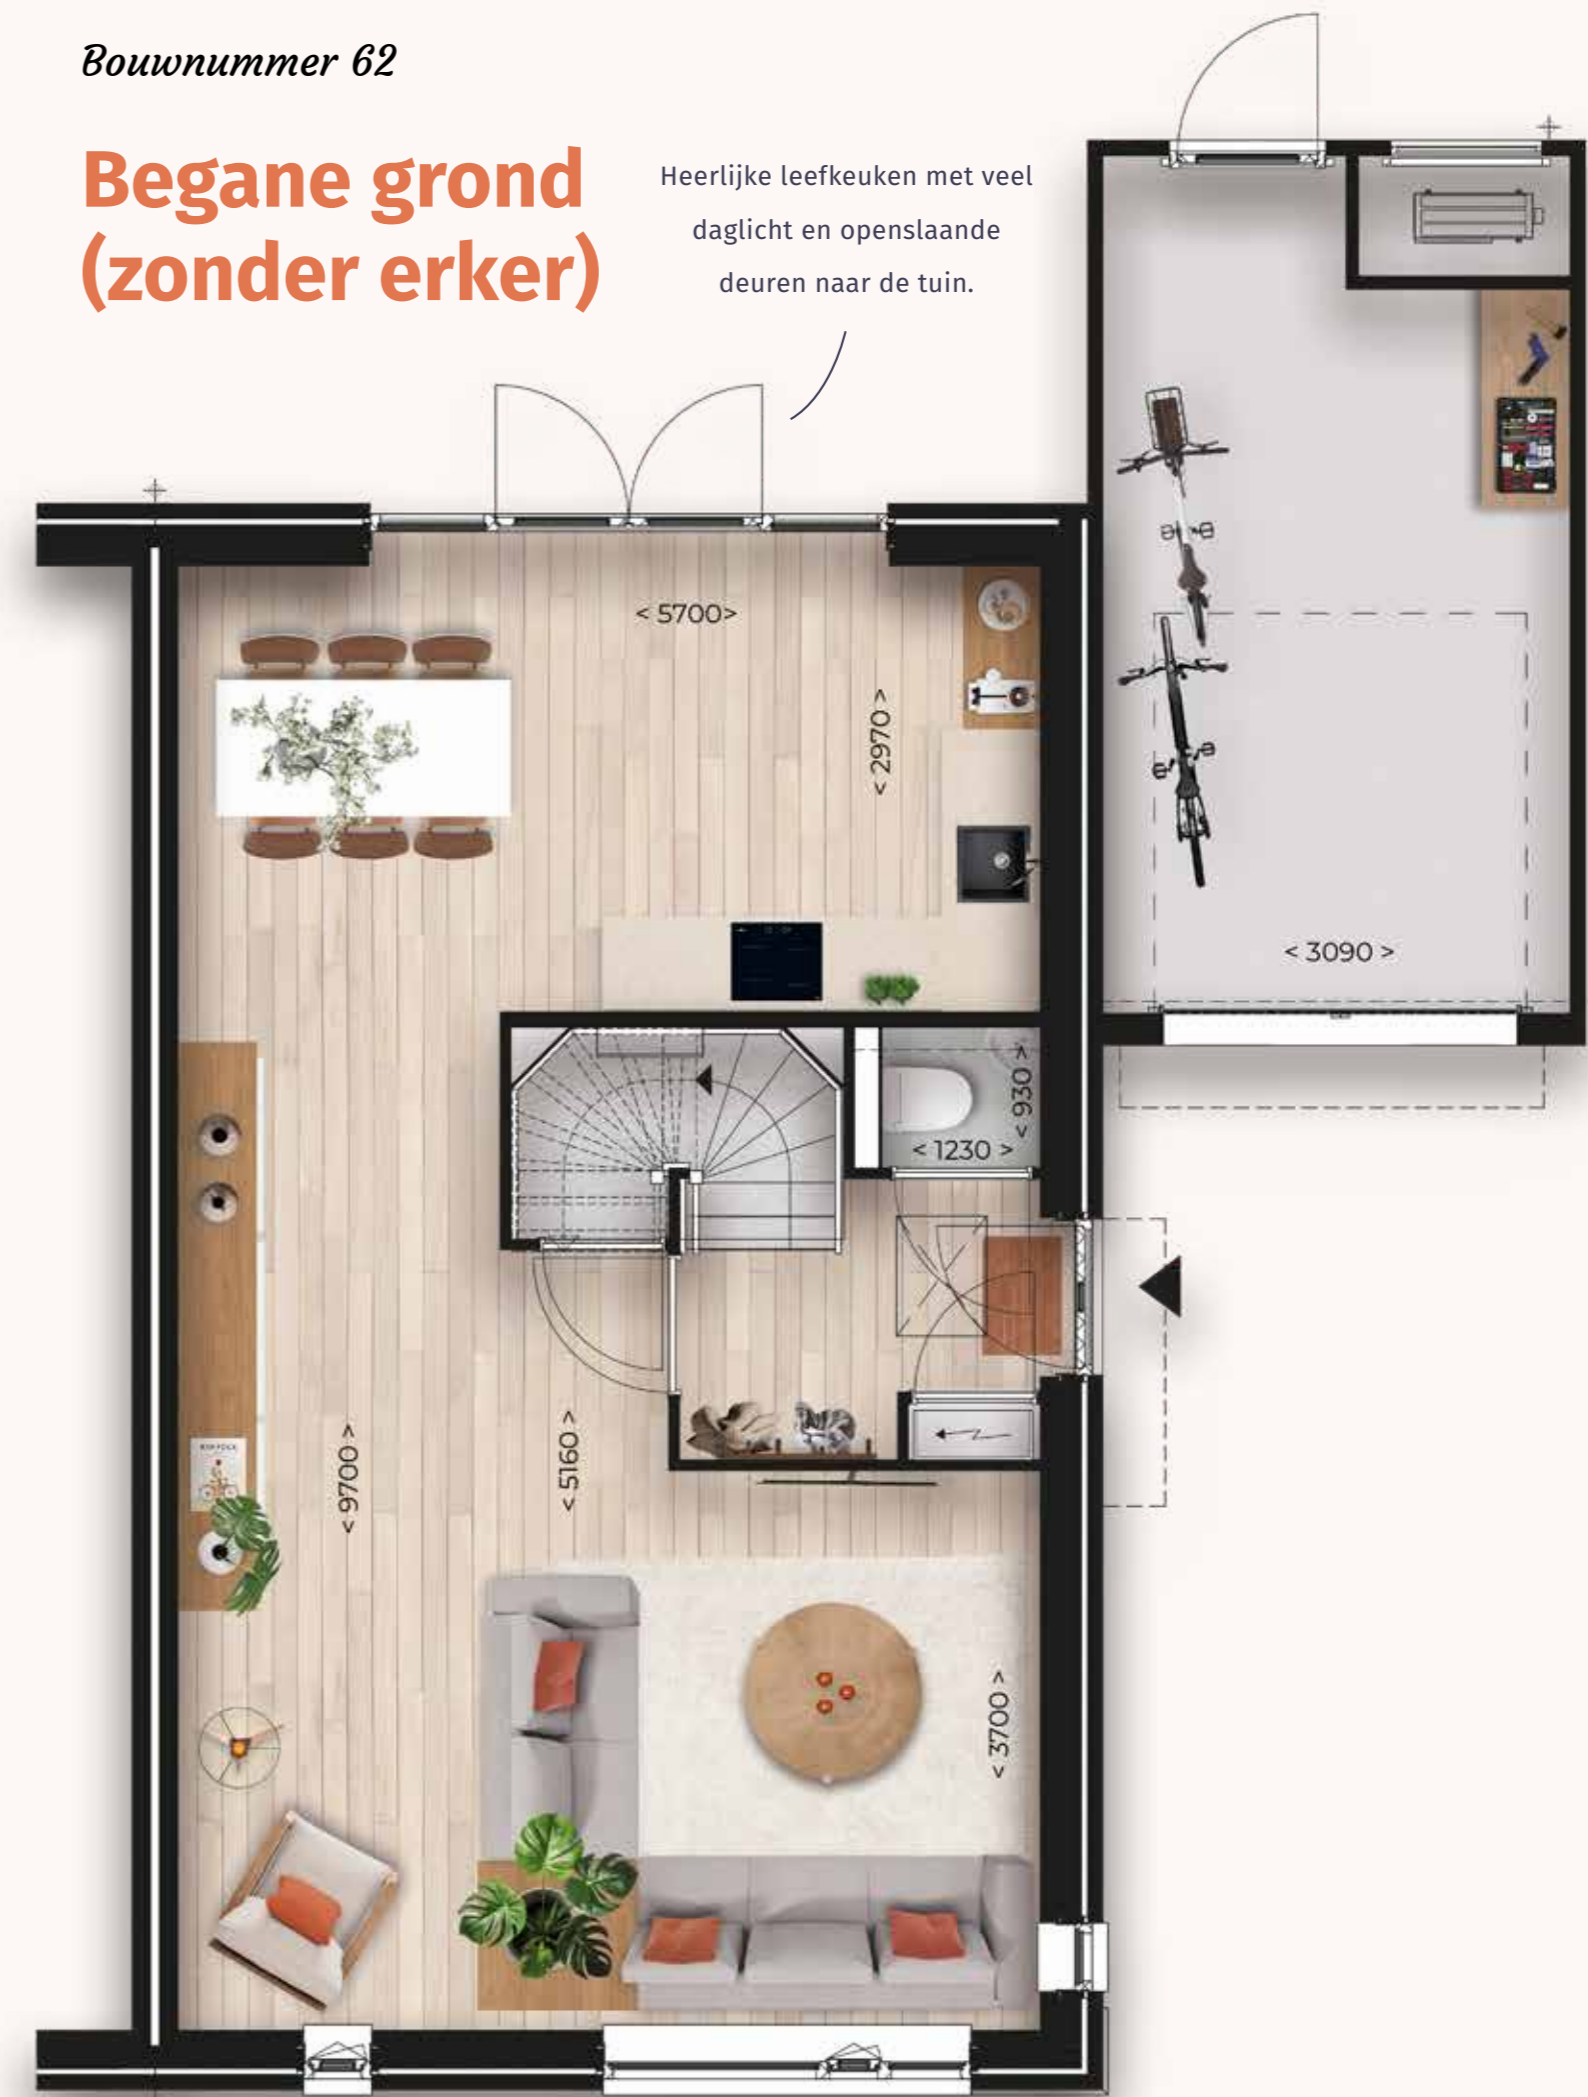 Bouwnummer 62
Begane grond
(zonder erker)
Heerlijke leefkeuken met veel
daglicht en openslaande
deuren naar de tuin.
< 5700>
< 2970 >
< 3090 >
< 930 >
< 1230 >
< 9700 >
< 5160 >
< 3700 >